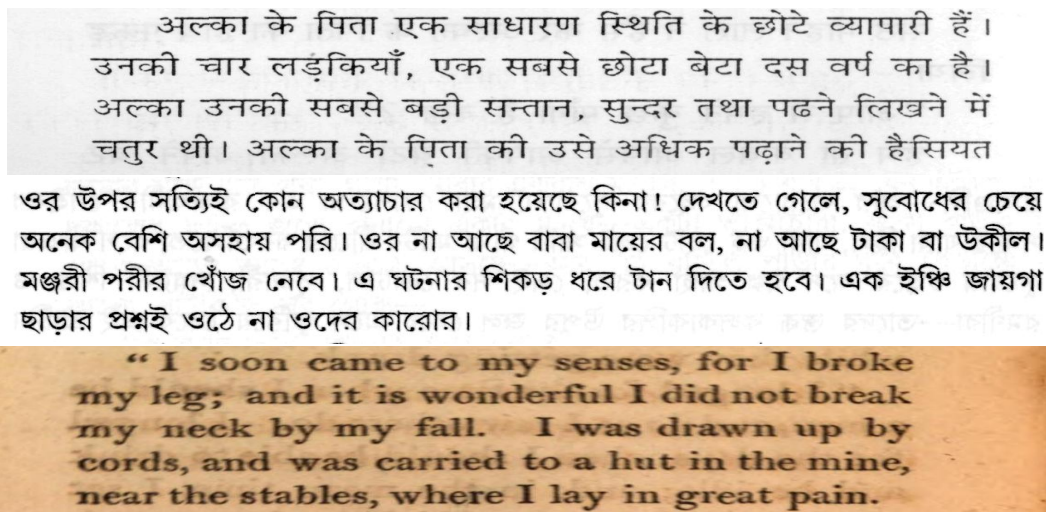 अल्का के पिता एक साधारण स्थिति के छोटे व्यापारी हैं।
उनकी चार लड़कियाँ, एक सबसे छोटा बेटा दस वर्ष का है।
अल्का उनकी सबसे बड़ी सन्तान, सुन्दर तथा पढ़ने लिखने में
चतुर थी। अल्का के पिता की उसे अधिक पढ़ाने की हैसियत
ওর উপর সত্যিই কোন অত্যাচার করা হয়েছে কিনা! দেখতে গেলে, সুবোধের চেয়ে
অনেক বেশি অসহায় পরি। ওর না আছে বাবা মায়ের বল, না আছে টাকা বা উকীল।
মঞ্জরী পরীর খোঁজ নেবে। এ ঘটনার শিকড় ধরে টান দিতে হবে। এক ইঞ্চি জায়গা
ছাড়ার প্রশ্নই ওঠে না ওদের কারোর।
“ I soon came to my senses, for I broke
my leg; and it is wonderful I did not break
my neck by my fall. I was drawn up by
cords, and was carried to a hut in the mine,
near the stables, where I lay in great pain.